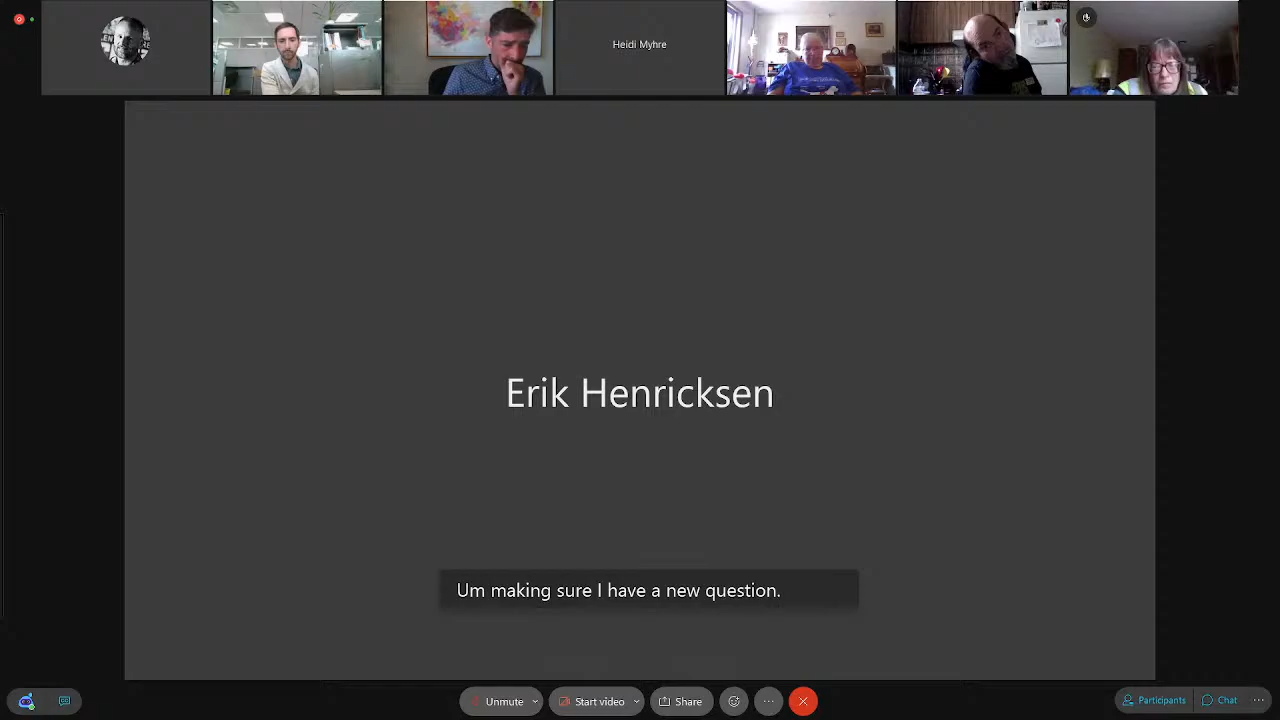 Heidi Myhre
Erik Henricksen
Um making sure I have a new question.
Unmute
Start video
Share
Participants
Chat